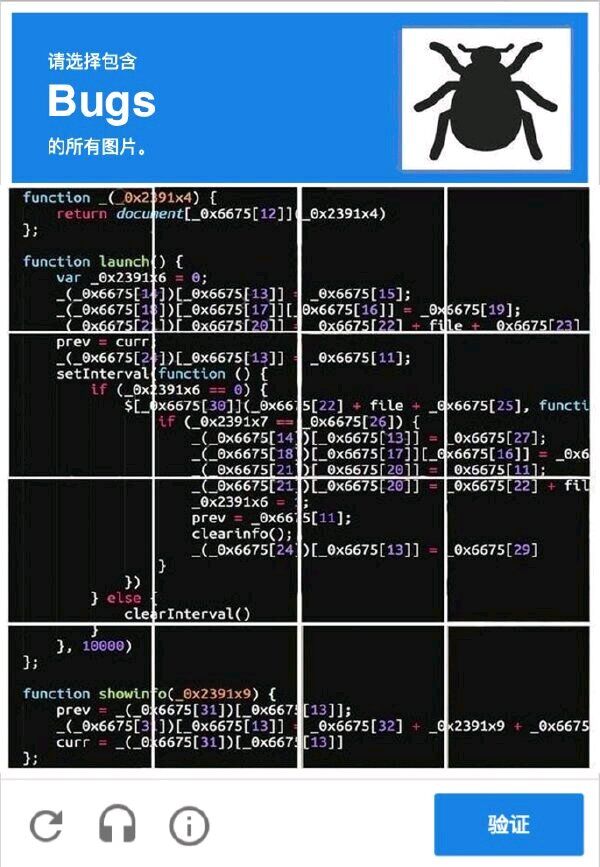 请选择包含
Bugs
的所有图片。
function _(_0x2391x4) {
return document[_0x6675[12]](_0x2391x4)
};
function launch() {
var _0x2391x6 = 0;
_(_0x6675[14])[_0x6675[13]] = _0x6675[15];
_(_0x6675[18])[_0x6675[17]][_0x6675[16]] = _0x6675[19];
_(_0x6675[21])[_0x6675[20]] = _0x6675[22] + file + _0x6675[23]
prev = curr
_(_0x6675[24])[_0x6675[13]] = _0x6675[11];
setInterval(function () {
if (_0x2391x6 == 0) {
$[_0x6675[30]](_0x6675[22] + file + _0x6675[25], functi
if (_0x2391x7 == _0x6675[26]) {
_(_0x6675[14])[_0x6675[13]] = _0x6675[27];
_(_0x6675[18])[_0x6675[17]][_0x6675[16]] = _0x6
_(_0x6675[21])[_0x6675[20]] = _0x6675[11];
_(_0x6675[21])[_0x6675[20]] = _0x6675[22] + fil
_0x2391x6 = ;
prev = _0x6675[11];
clearinfo();
_(_0x6675[24])[_0x6675[13]] = _0x6675[29]
}
})
} else {
clearInterval()
}
}, 10000)
};
function showinfo(_0x2391x9) {
prev = _(_0x6675[31])[_0x6675[13]];
_(_0x6675[31])[_0x6675[13] = _0x6675[32] + _0x2391x9 + _0x6675
curr = _(_0x6675[31])[_0x6675[13]]
};
验证